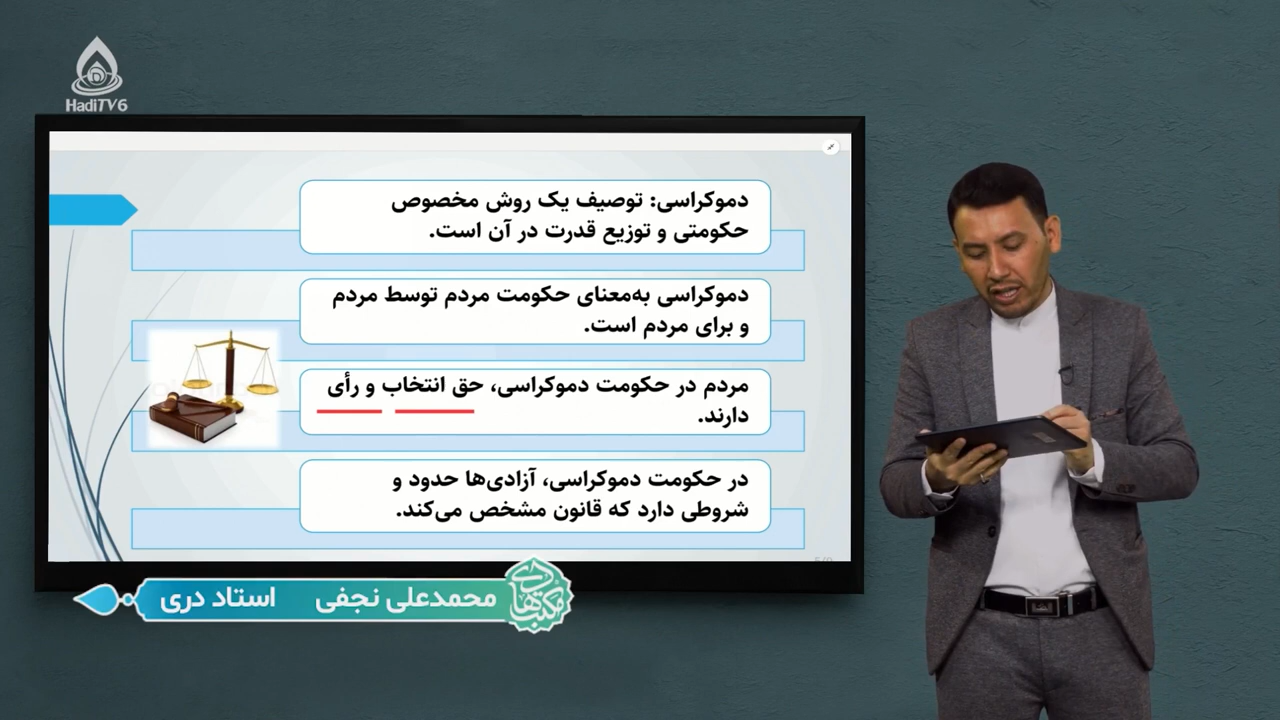 HadiTV6
دموکراسی: توصیف یک روش مخصوص
حکومتی و توزیع قدرت در آن است.
دموکراسی به‌معنای حکومت مردم توسط مردم
و برای مردم است.
مردم در حکومت دموکراسی، حق انتخاب و رأی
دارند.
در حکومت دموکراسی، آزادی‌ها حدود و
شروطی دارد که قانون مشخص می‌کند.
محمدعلی نجفی استاد دری